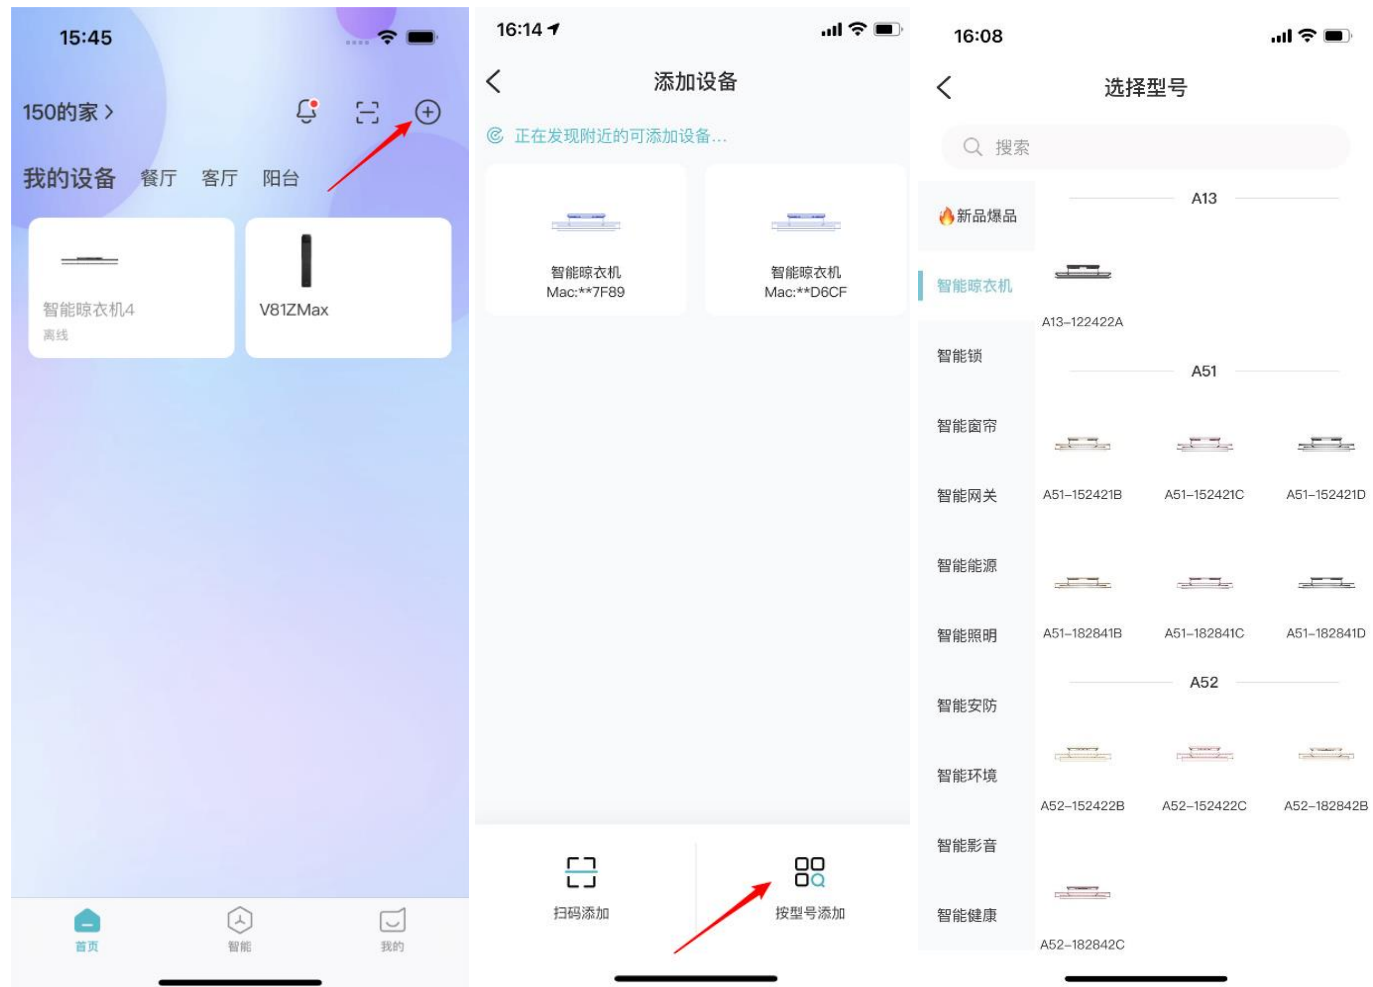 15:45
150的家
我的设备 餐厅 客厅 阳台
智能晾衣机4
离线
V81ZMax
首页
智能
我的
16:14
添加设备
正在发现附近的可添加设备...
智能晾衣机
Mac:**7F89
智能晾衣机
Mac:**D6CF
扫码添加
按型号添加
16:08
选择型号
搜索
新品爆品
智能晾衣机
智能锁
智能窗帘
智能网关
智能能源
智能照明
智能安防
智能环境
智能影音
智能健康
A13
A13-122422A
A51
A51-152421B A51-152421C A51-152421D
A51-182841B A51-182841C A51-182841D
A52
A52-152422B A52-152422C A52-182842B
A52-182842C